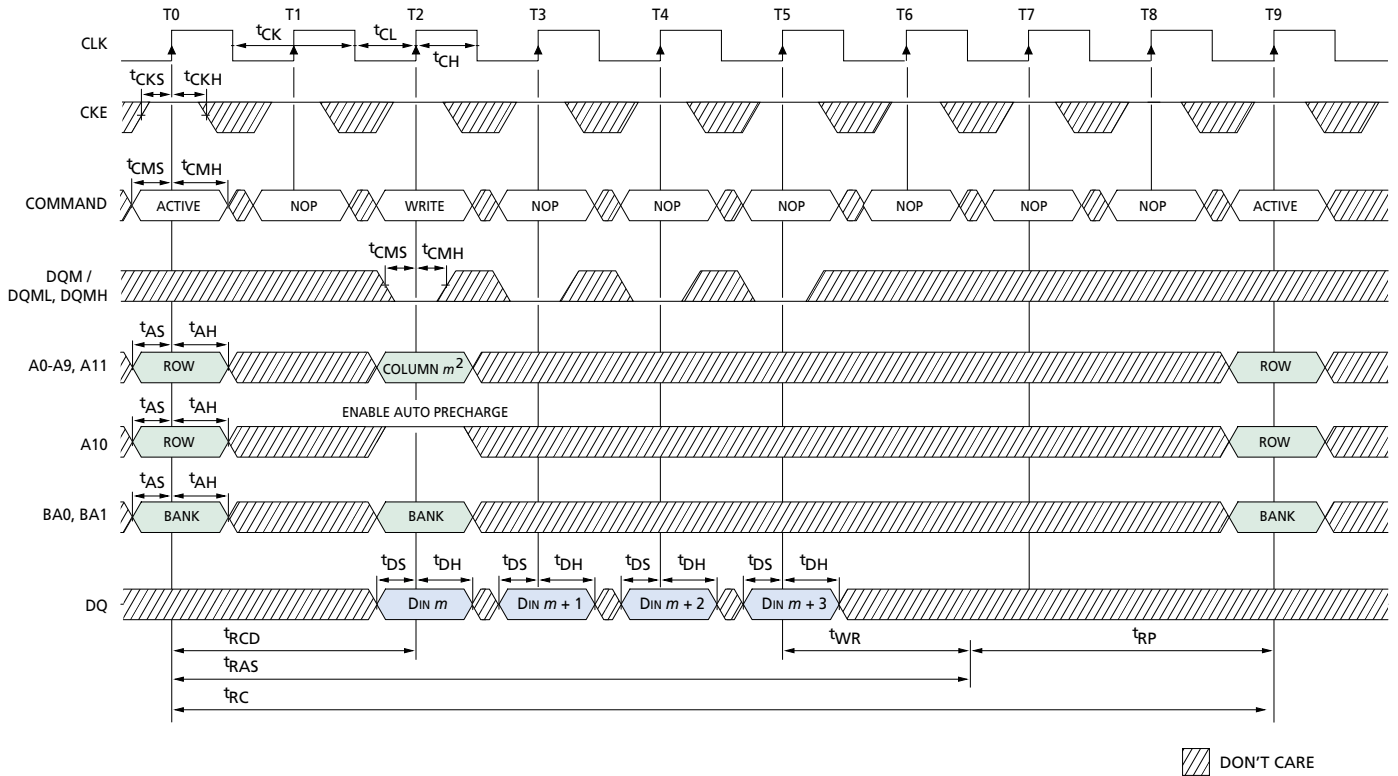 T0 T1 T2 T3 T4 T5 T6 T7 T8 T9
CLK
tCK tCL
tCH
tCKS tCKH
CKE
tCMS tCMH
COMMAND ACTIVE NOP WRITE NOP NOP NOP NOP NOP NOP ACTIVE
tCMS tCMH
DQM /
DQML, DQMH
tAS tAH
A0-A9, A11 ROW COLUMN m2 ROW
ENABLE AUTO PRECHARGE
tAS tAH
A10 ROW ROW
tAS tAH
BA0, BA1 BANK BANK BANK
tDS tDH tDS tDH tDS tDH tDS tDH
DQ DIN m DIN m + 1 DIN m + 2 DIN m + 3
tRCD tWR tRP
tRAS
tRC
DON'T CARE